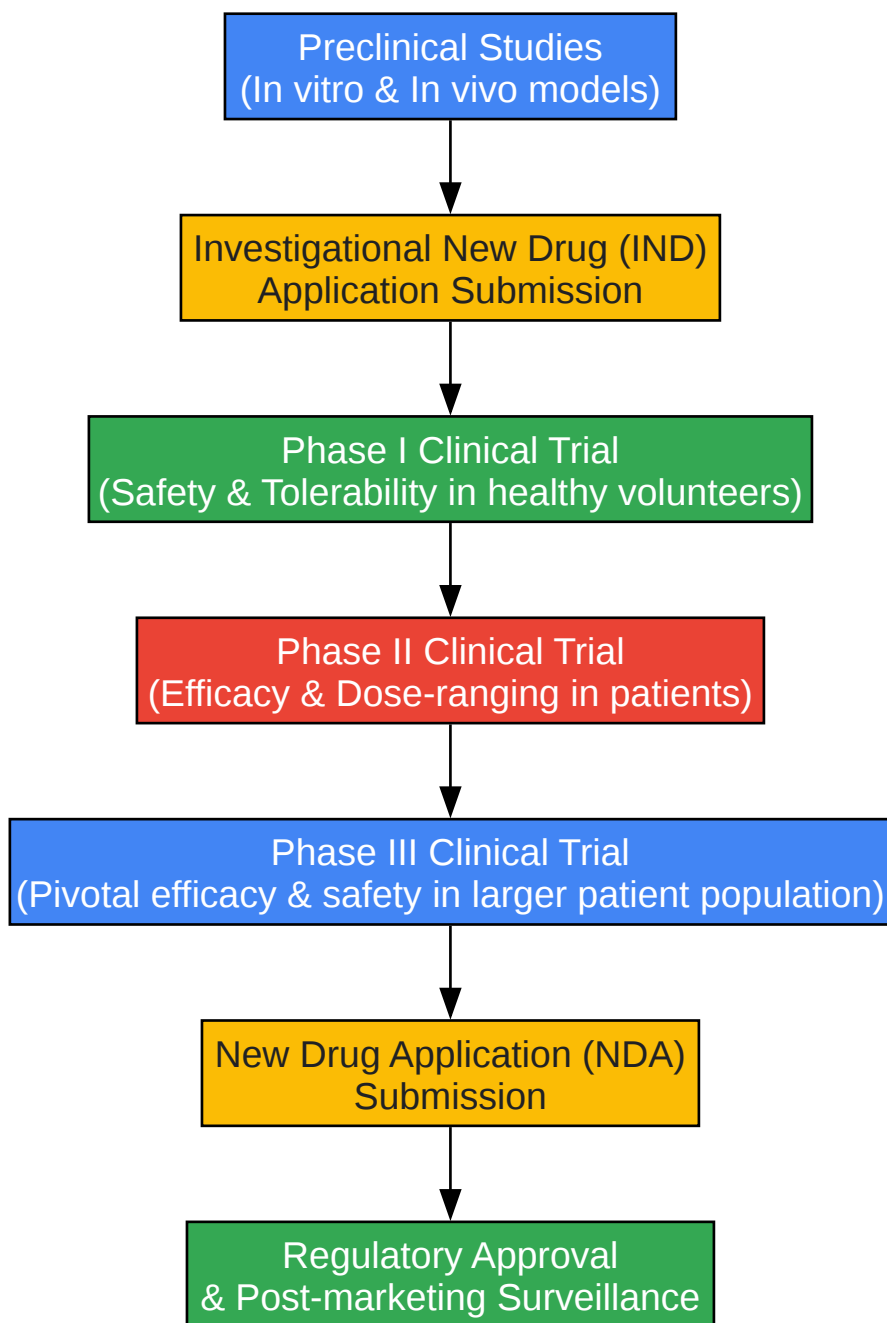 Preclinical Studies
(In vitro & In vivo models)
Investigational New Drug (IND)
Application Submission
Phase I Clinical Trial
(Safety & Tolerability in healthy volunteers)
Phase II Clinical Trial
(Efficacy & Dose-ranging in patients)
Phase III Clinical Trial
(Pivotal efficacy & safety in larger patient population)
New Drug Application (NDA)
Submission
Regulatory Approval
& Post-marketing Surveillance